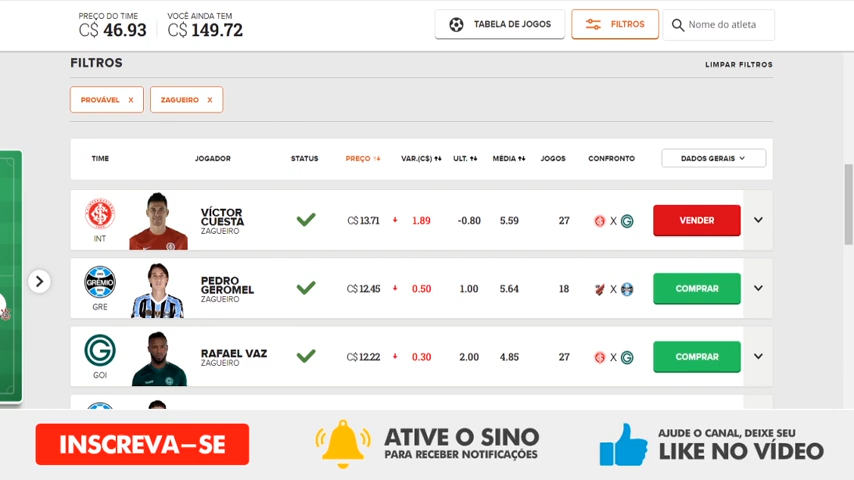 PREÇO DO TIME
C$ 46.93
VOCÊ AINDA TEM
C$ 149.72
TABELA DE JOGOS
FILTROS
Nome do atleta
FILTROS
LIMPAR FILTROS
PROVÁVEL X
ZAGUEIRO X
TIME JOGADOR STATUS PREÇO VAR.(C$) ULT. MÉDIA JOGOS CONFRONTO DADOS GERAIS
INT
VÍCTOR
CUESTA
ZAGUEIRO
C$ 13.71 1.89 -0.80 5.59 27 X VENDER
GRÊMIO
GRE
PEDRO
GEROMEL
ZAGUEIRO
C$ 12.45 0.50 1.00 5.64 18 X COMPRAR
G
GOI
RAFAEL VAZ
ZAGUEIRO
C$ 12.22 0.30 2.00 4.85 27 X COMPRAR
INSCREVA-SE
ATIVE O SINO
PARA RECEBER NOTIFICAÇÕES
AJUDE O CANAL, DEIXE SEU
LIKE NO VÍDEO